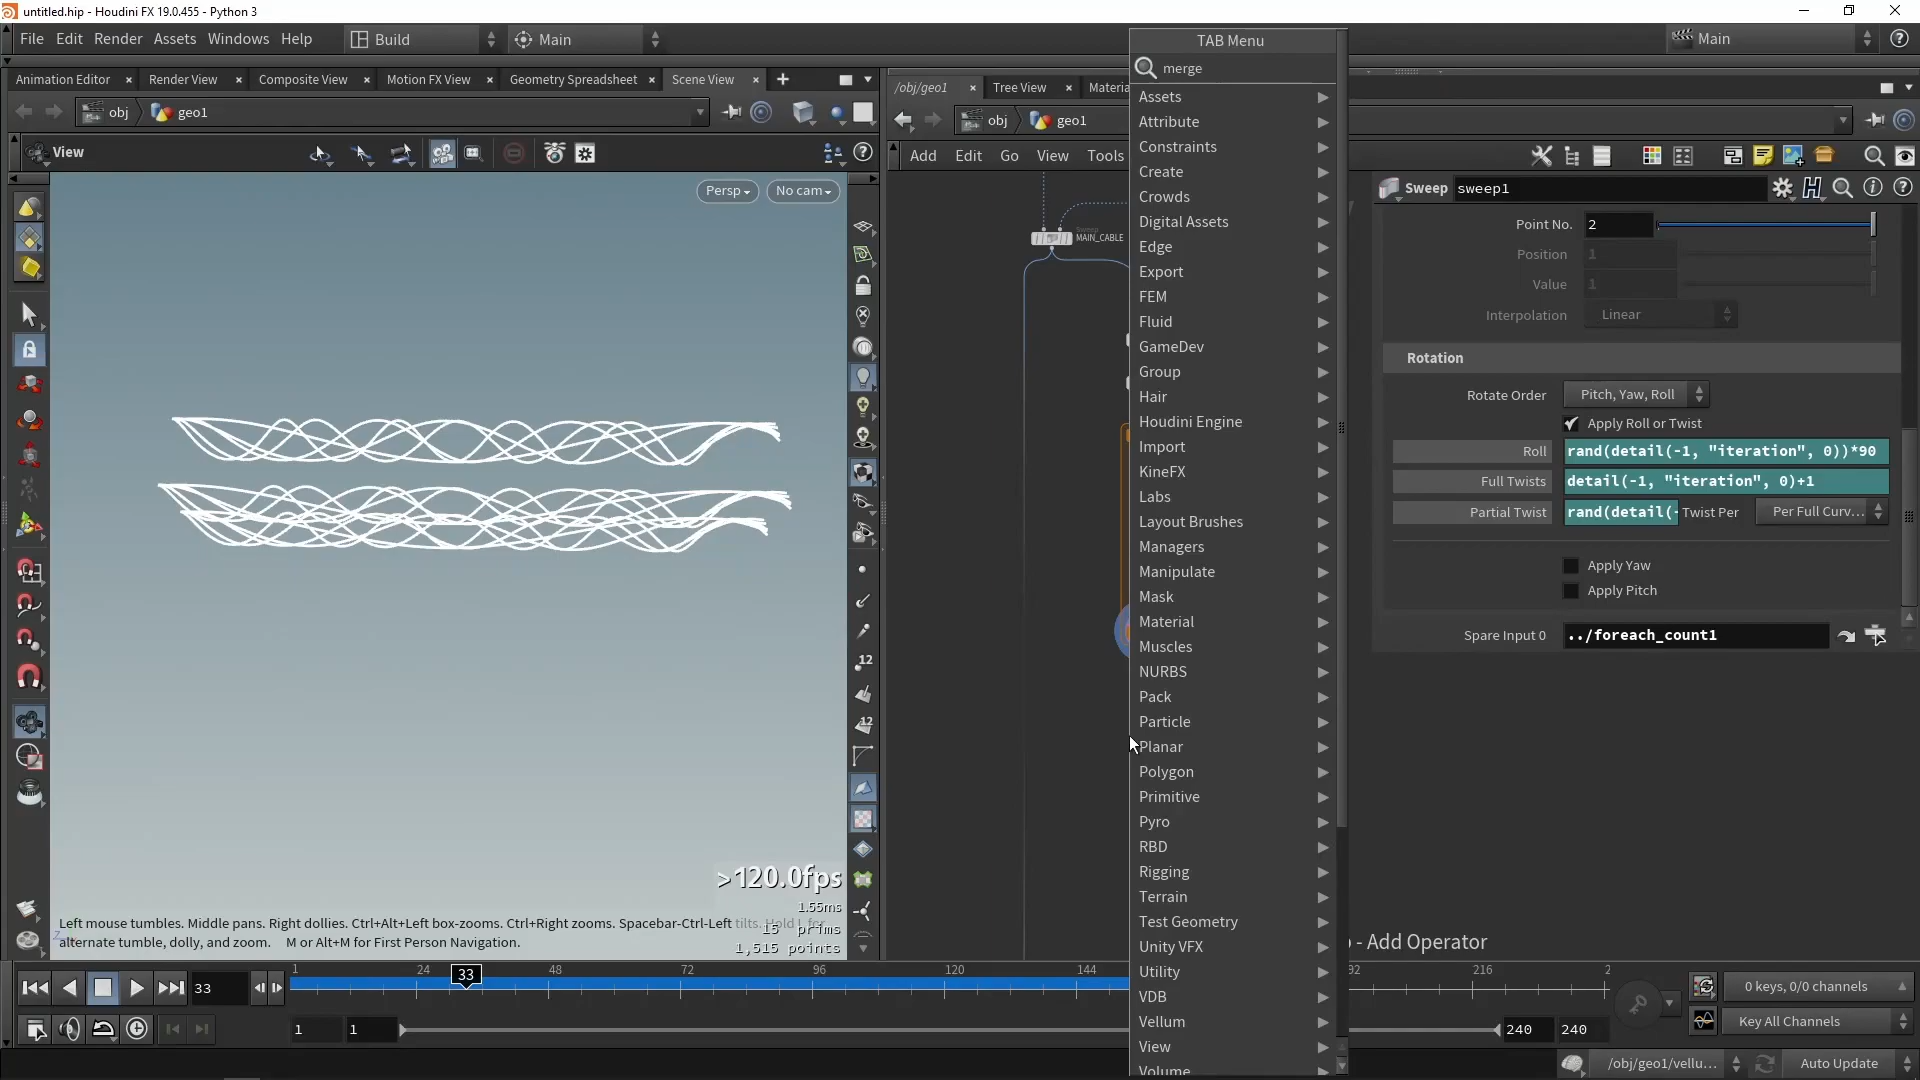 untitled.hip - Houdini FX 19.0.455 - Python 3
File Edit Render Assets Windows Help Build Main Main
Animation Editor Render View Composite View Motion FX View Geometry Spreadsheet Scene View
obj geo1
View
Persp No cam
>120.0fps
1.55ms
15 prims
1,515 points
Left mouse tumbles. Middle pans. Right dollies. Ctrl+Alt+Left box-zooms. Ctrl+Right zooms. Spacebar-Ctrl-Left tilts. Hold L for
alternate tumble, dolly, and zoom. M or Alt+M for First Person Navigation.
/obj/geo1 Tree View Materia
obj geo1
Add Edit Go View Tools
Sweep
MAIN_CABLE
TAB Menu
merge
Assets
Attribute
Constraints
Create
Crowds
Digital Assets
Edge
Export
FEM
Fluid
GameDev
Group
Hair
Houdini Engine
Import
KineFX
Labs
Layout Brushes
Managers
Manipulate
Mask
Material
Muscles
NURBS
Pack
Particle
Planar
Polygon
Primitive
Pyro
RBD
Rigging
Terrain
Test Geometry
Unity VFX
Utility
VDB
Vellum
View
Volume
- Add Operator
Sweep sweep1
Point No. 2
Position 1
Value 1
Interpolation Linear
Rotation
Rotate Order Pitch, Yaw, Roll
Apply Roll or Twist
Roll rand(detail(-1, "iteration", 0))*90
Full Twists detail(-1, "iteration", 0)+1
Partial Twist rand(detail(- Twist Per Per Full Curv...
Apply Yaw
Apply Pitch
Spare Input 0 ../foreach_count1
33 1 24 33 48 72 96 120 144 92 216 2
0 keys, 0/0 channels
1 1 240 240 Key All Channels
/obj/geo1/vellu... Auto Update
12
12